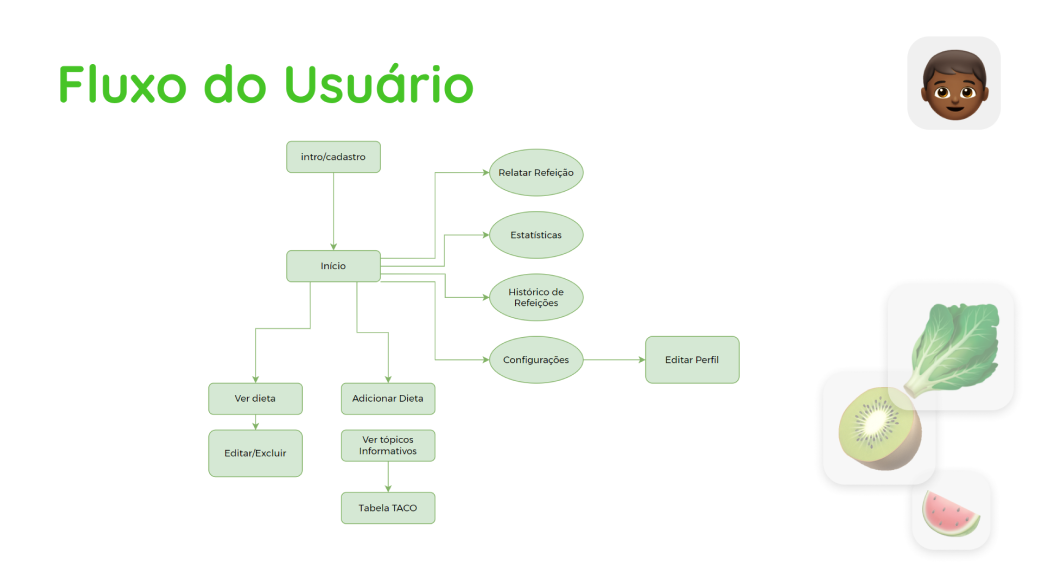 Fluxo do Usuário
intro/cadastro
Relatar Refeição
Estatísticas
Início
Histórico de
Refeições
Configurações
Editar Perfil
Ver dieta
Adicionar Dieta
Ver tópicos
Informativos
Editar/Excluir
Tabela TACO